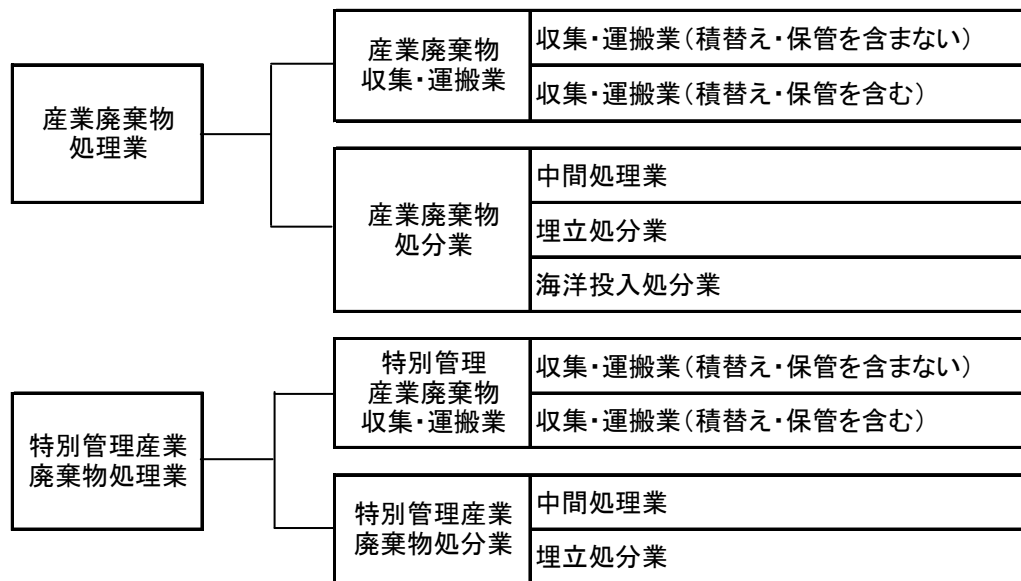 産業廃棄物
処理業
産業廃棄物
収集・運搬業
収集・運搬業（積替え・保管を含まない）
収集・運搬業（積替え・保管を含む）
産業廃棄物
処分業
中間処理業
埋立処分業
海洋投入処分業
特別管理産業
廃棄物処理業
特別管理
産業廃棄物
収集・運搬業
収集・運搬業（積替え・保管を含まない）
収集・運搬業（積替え・保管を含む）
特別管理産業
廃棄物処分業
中間処理業
埋立処分業